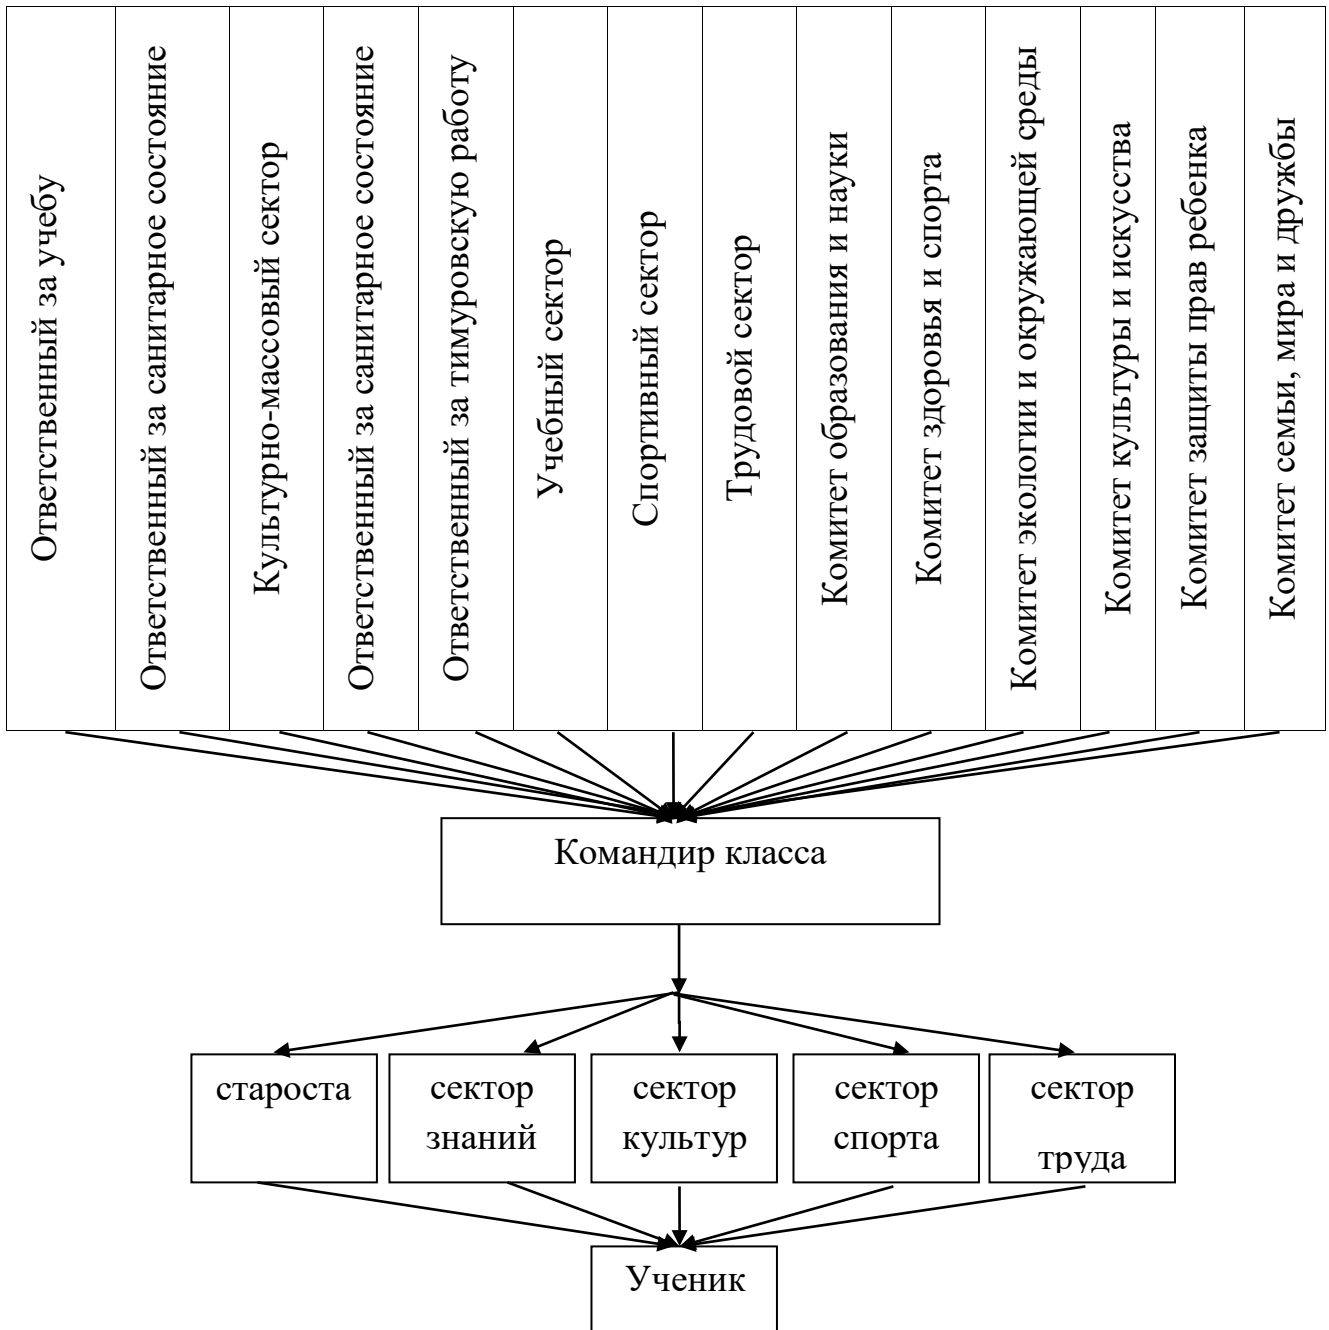 Ответственный за учебу
Ответственный за санитарное состояние
Культурно-массовый сектор
Ответственный за санитарное состояние
Ответственный за тимуровскую работу
Учебный сектор
Спортивный сектор
Трудовой сектор
Комитет образования и науки
Комитет здоровья и спорта
Комитет экологии и окружающей среды
Комитет культуры и искусства
Комитет защиты прав ребенка
Комитет семьи, мира и дружбы
Командир класса
староста
сектор
знаний
сектор
культур
сектор
спорта
сектор
труда
Ученик